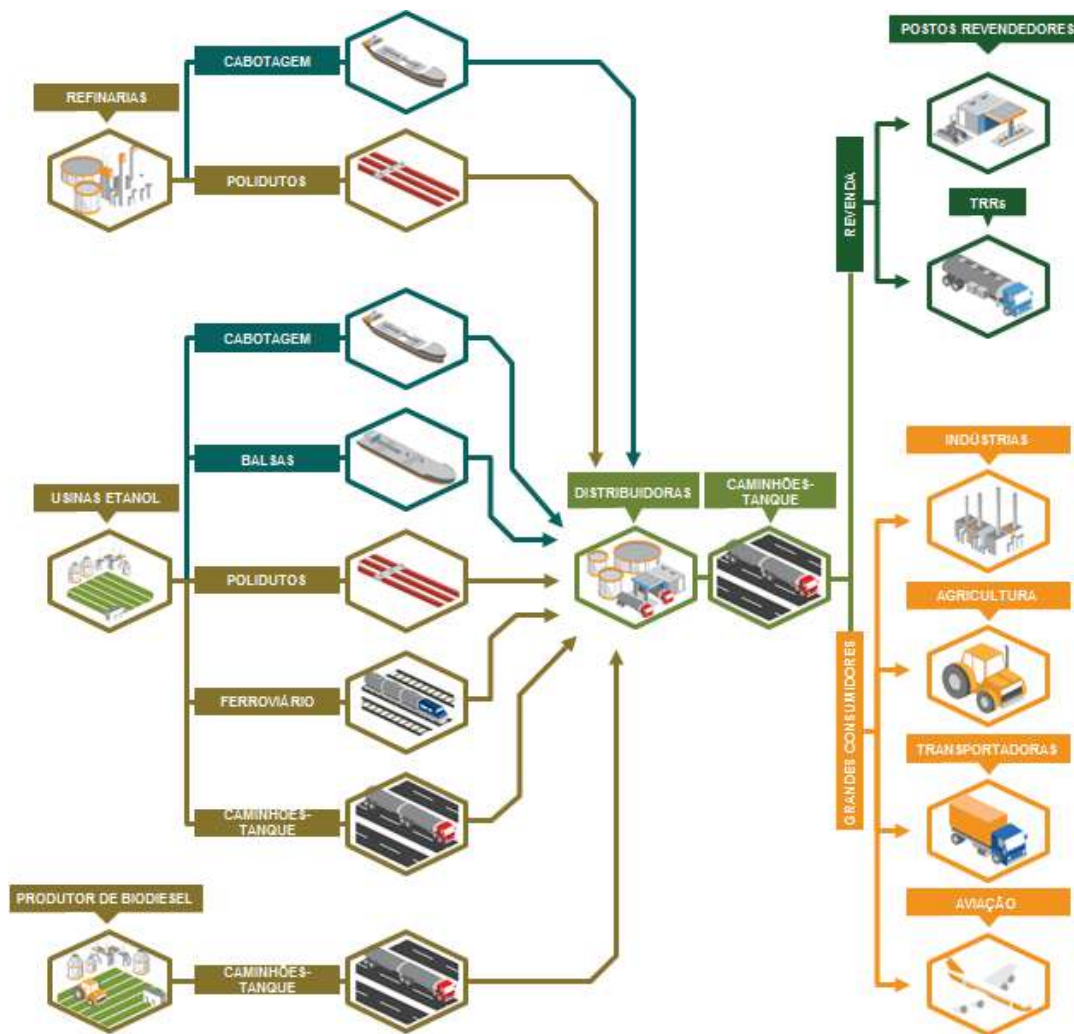 CABOTAGEM
REFINARIAS
POLIDUTOS
CABOTAGEM
BALSAS
USINAS ETANOL
POLIDUTOS
FERROVIÁRIO
CAMINHÕES-
TANQUE
PRODUTOR DE BIODIESEL
CAMINHÕES-
TANQUE
DISTRIBUIDORAS
CAMINHÕES-
TANQUE
REVENDA
POSTOS REVENDEDORES
TRRs
GRANDES CONSUMIDORES
INDÚSTRIAS
AGRICULTURA
TRANSPORTADORAS
AVIAÇÃO